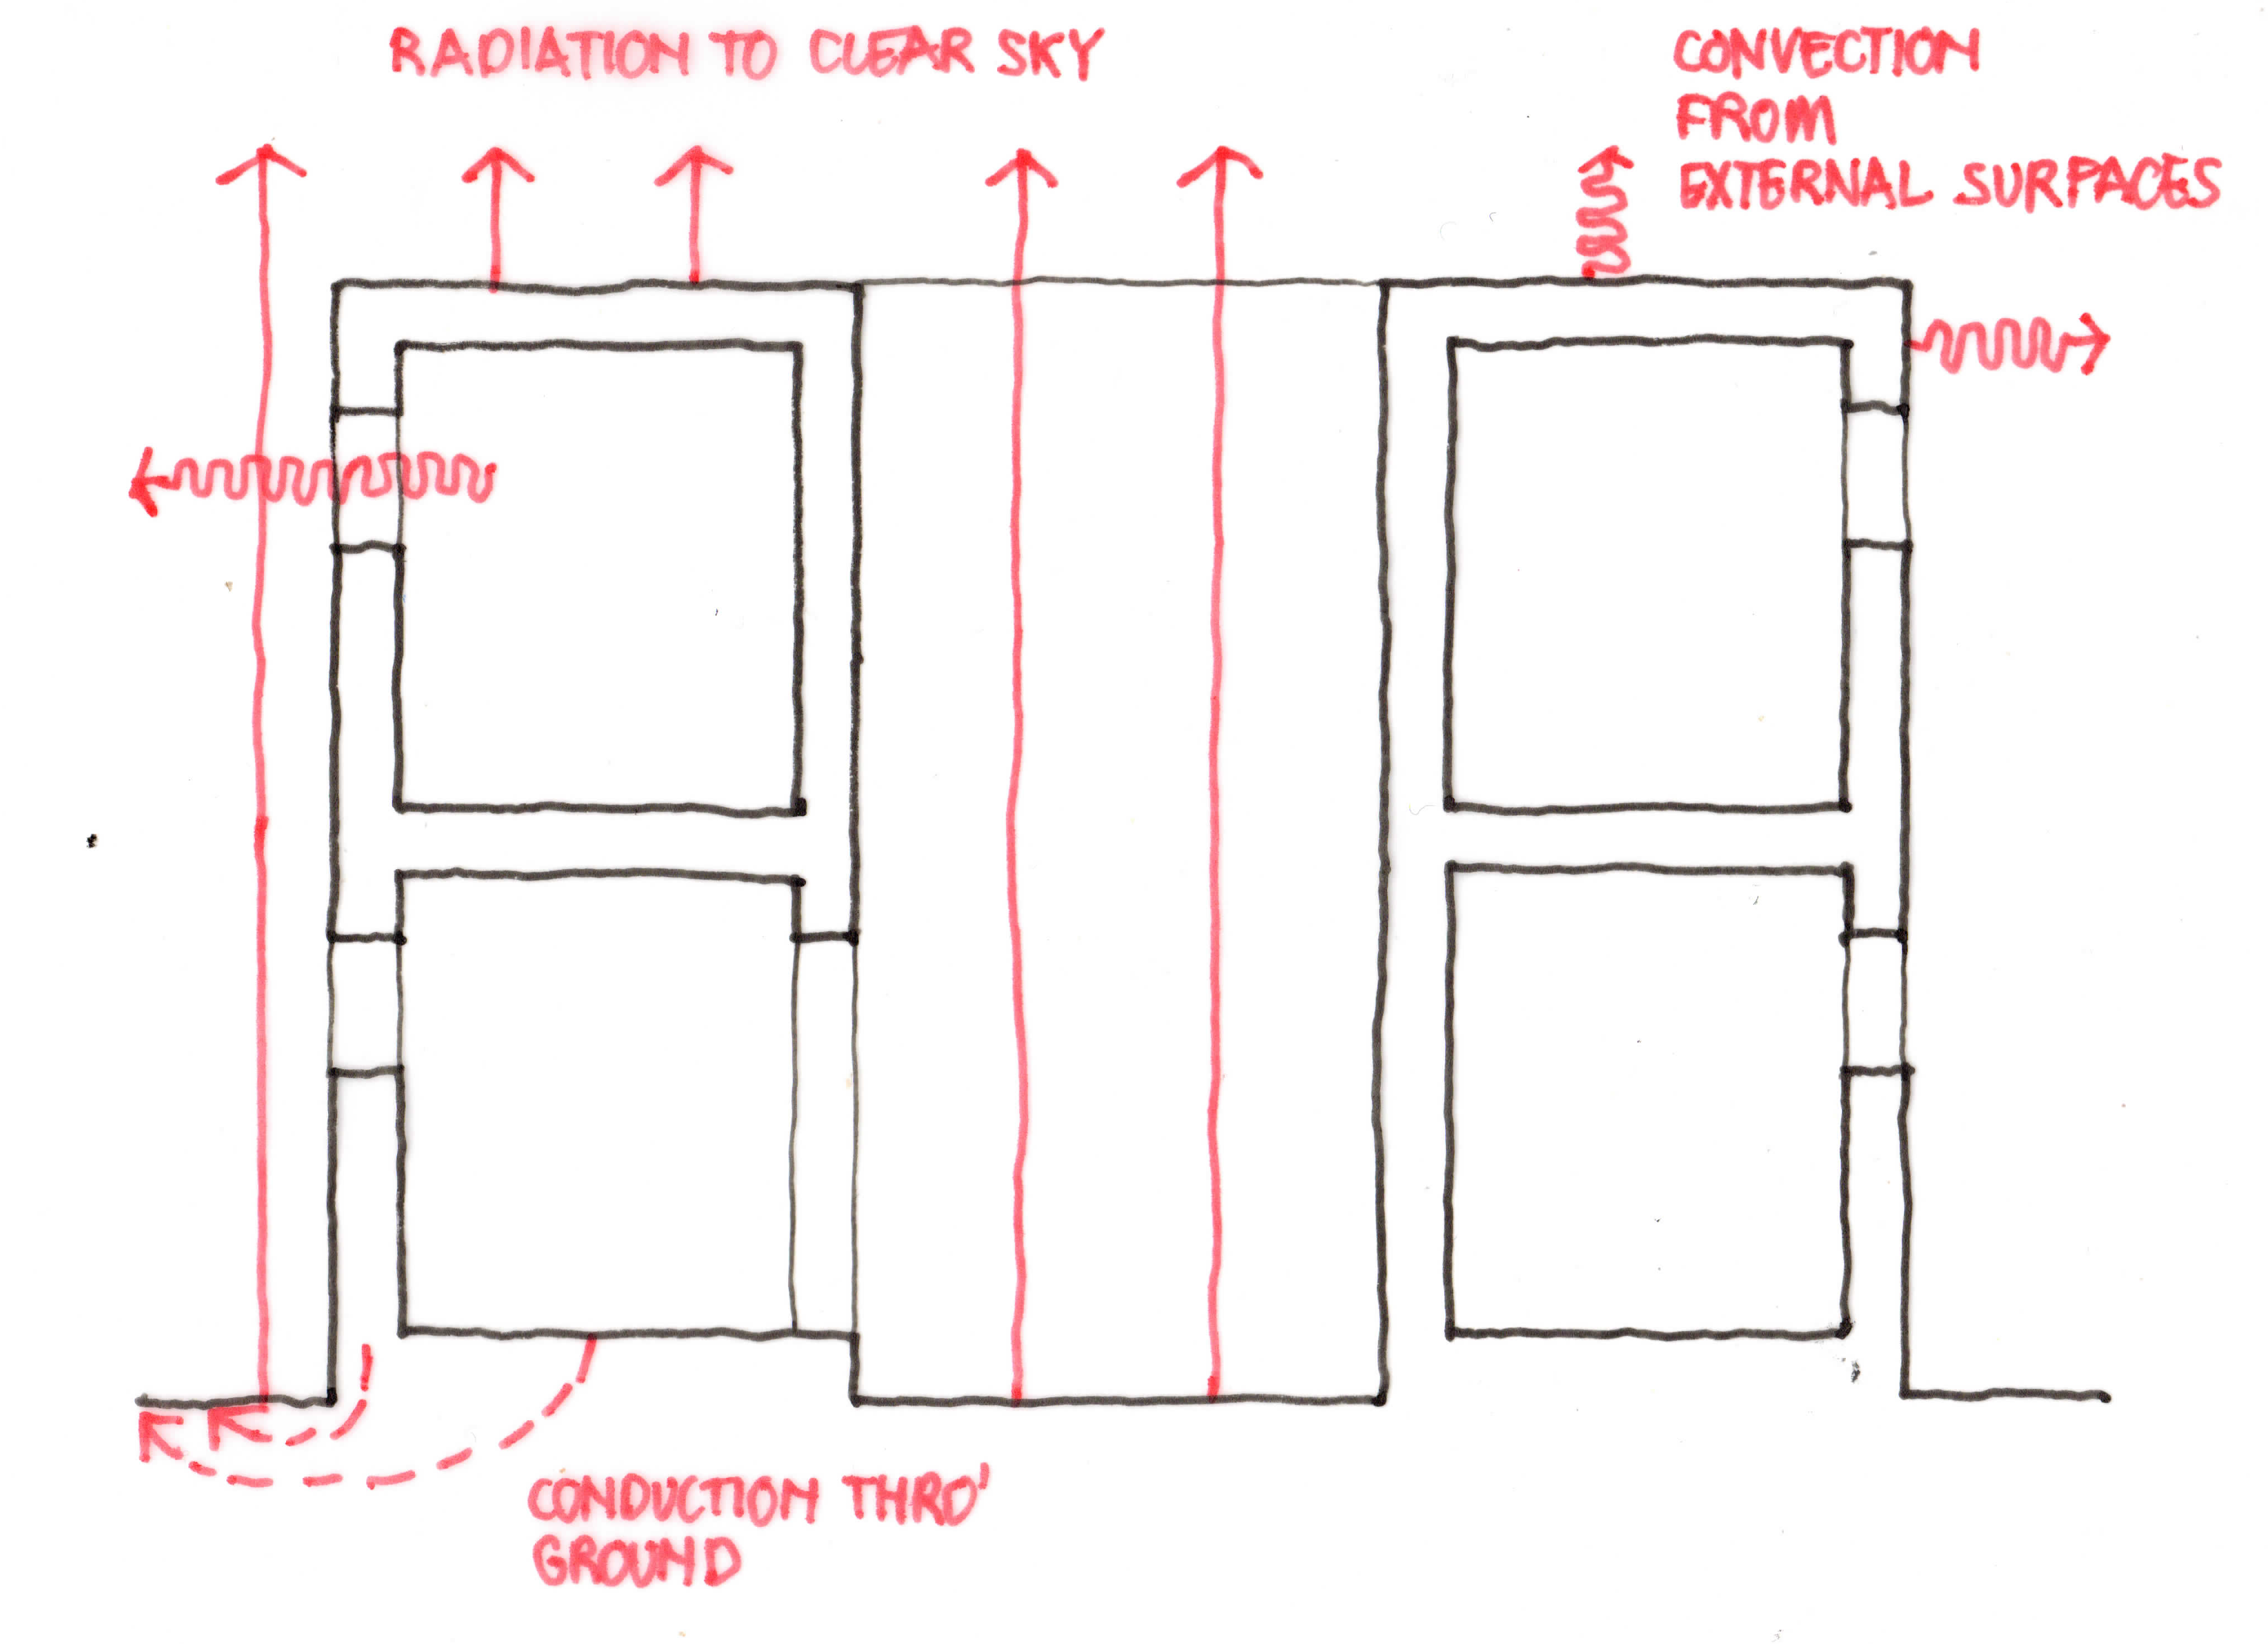 RADIATION TO CLEAR SKY
CONVECTION
FROM
EXTERNAL SURFACES
CONDUCTION THRO'
GROUND